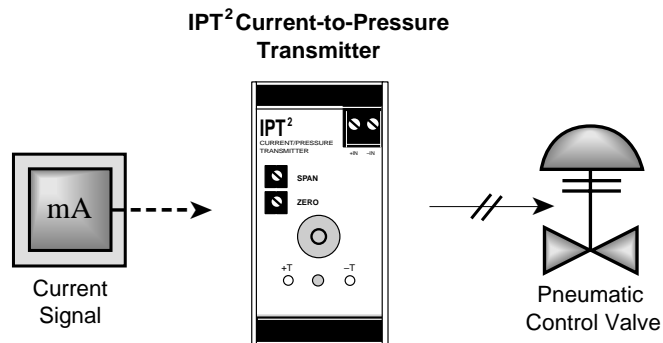 IPT² Current-to-Pressure
Transmitter
IPT²
CURRENT/PRESSURE
TRANSMITTER
+IN –IN
SPAN
ZERO
+T –T
mA
Current
Signal
Pneumatic
Control Valve